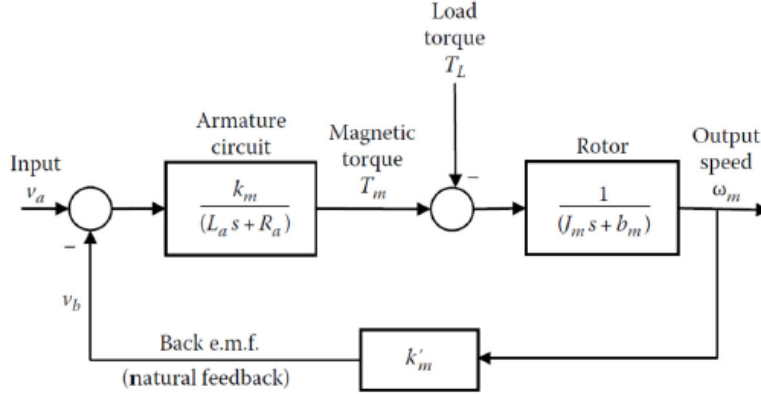 Load
torque
T_L
Armature
circuit
Magnetic
torque
T_m
Rotor
Output
speed
ω_m
Input
v_a
k_m
(L_a s + R_a)
1
(J_m s + b_m)
−
−
v_b
Back e.m.f.
(natural feedback)
k′_m